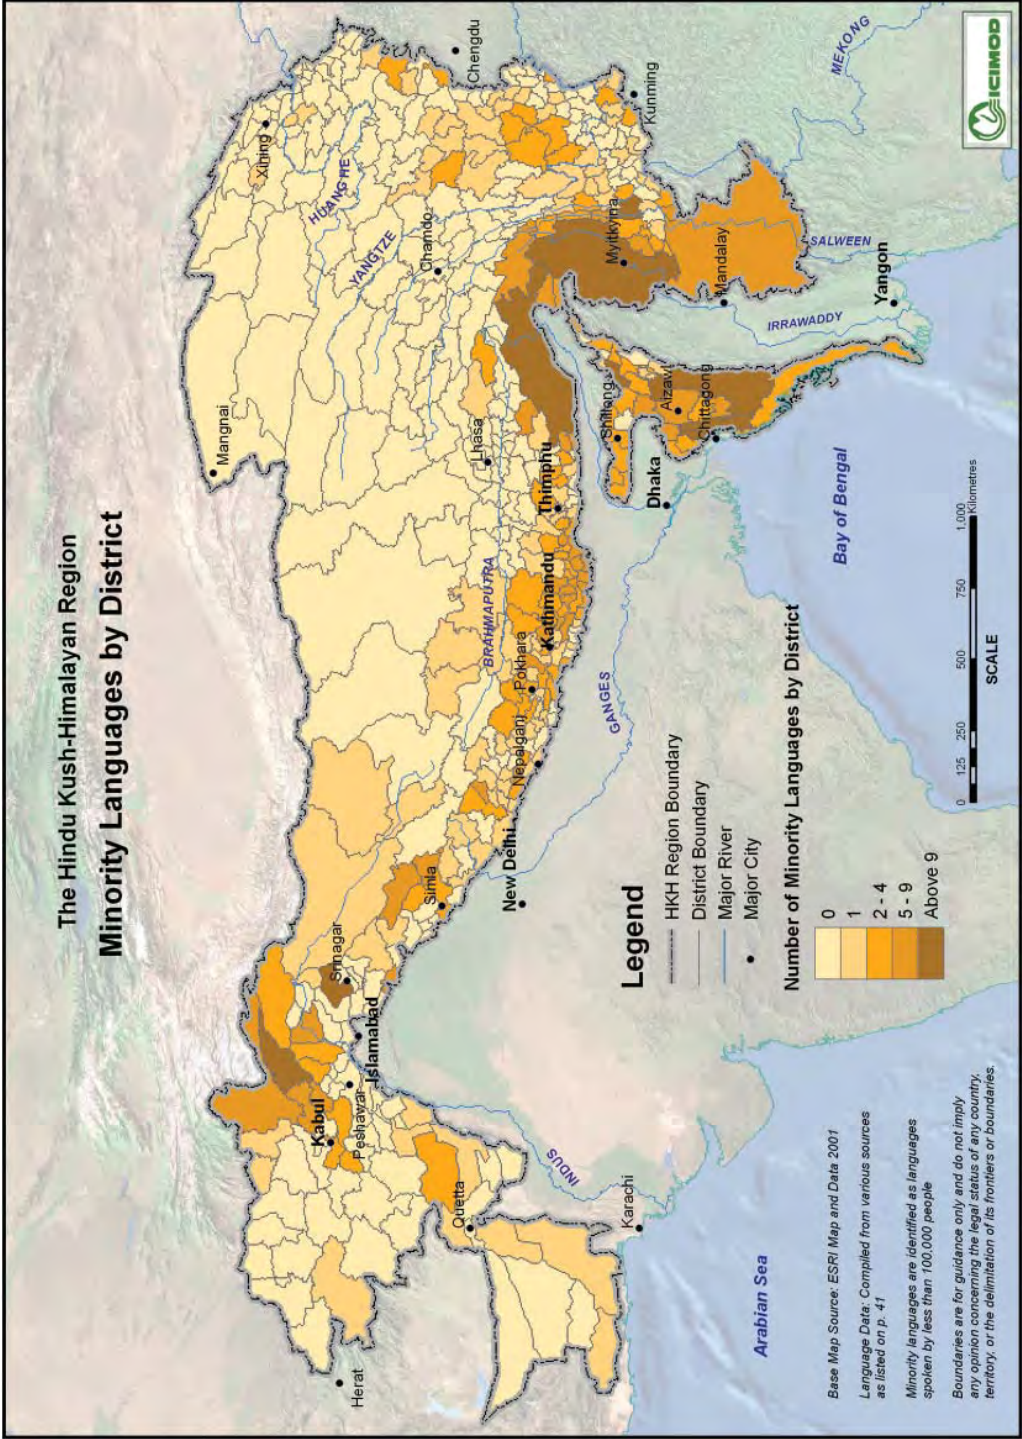 The Hindu Kush-Himalayan Region
Minority Languages by District
Mangnai
Xining
HUANG HE
Chengdu
YANGTZE
Chamdo
Kunming
MEKONG
Lhasa
Myitkyina
Mandalay
SALWEEN
IRRAWADDY
Yangon
Shillong
Aizawl
Chittagong
Dhaka
Thimphu
BRAHMAPUTRA
Kathmandu
Pokhara
Nepalganj
GANGES
Bay of Bengal
Simla
New Delhi
Srinagar
Islamabad
Kabul
Peshawar
Quetta
INDUS
Karachi
Herat
Arabian Sea
Legend
HKH Region Boundary
District Boundary
Major River
Major City
Number of Minority Languages by District
0
1
2 - 4
5 - 9
Above 9
0 125 250 500 750 1,000
Kilometres
SCALE
Base Map Source: ESRI Map and Data 2001
Language Data: Compiled from various sources
as listed on p. 41
Minority languages are identified as languages
spoken by less than 100,000 people
Boundaries are for guidance only and do not imply
any opinion concerning the legal status of any country,
territory, or the delimitation of its frontiers or boundaries.
ICIMOD